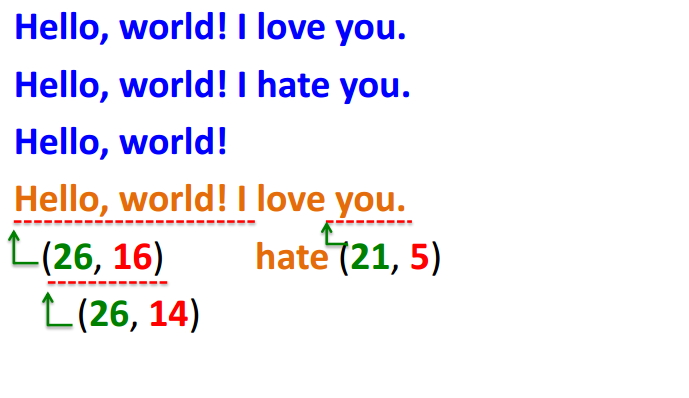 Hello, world! I love you.
Hello, world! I hate you.
Hello, world!
Hello, world! I love you.
(26, 16) hate (21, 5)
(26, 14)